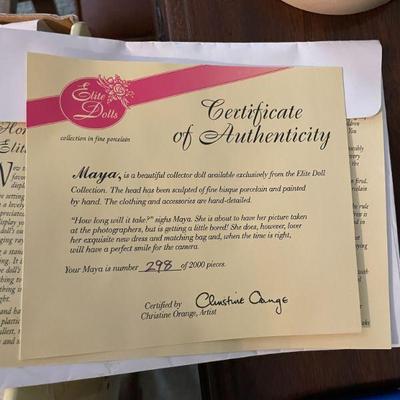 Elite
Dolls
collection in fine porcelain
Certificate
of Authenticity
Maya, is a beautiful collector doll available exclusively from the Elite Doll
Collection. The head has been sculpted of fine bisque porcelain and painted
by hand. The clothing and accessories are hand-detailed.
"How long will it take?" sighs Maya. She is about to have her picture taken
at the photographers, but is getting a little bored! She does, however, lover
her exquisite new dress and matching bag and, when the time is right,
will have a perfect smile for the camera.
Your Maya is number 298 of 2000 pieces.
Certified by Christine Orange
Christine Orange, Artist